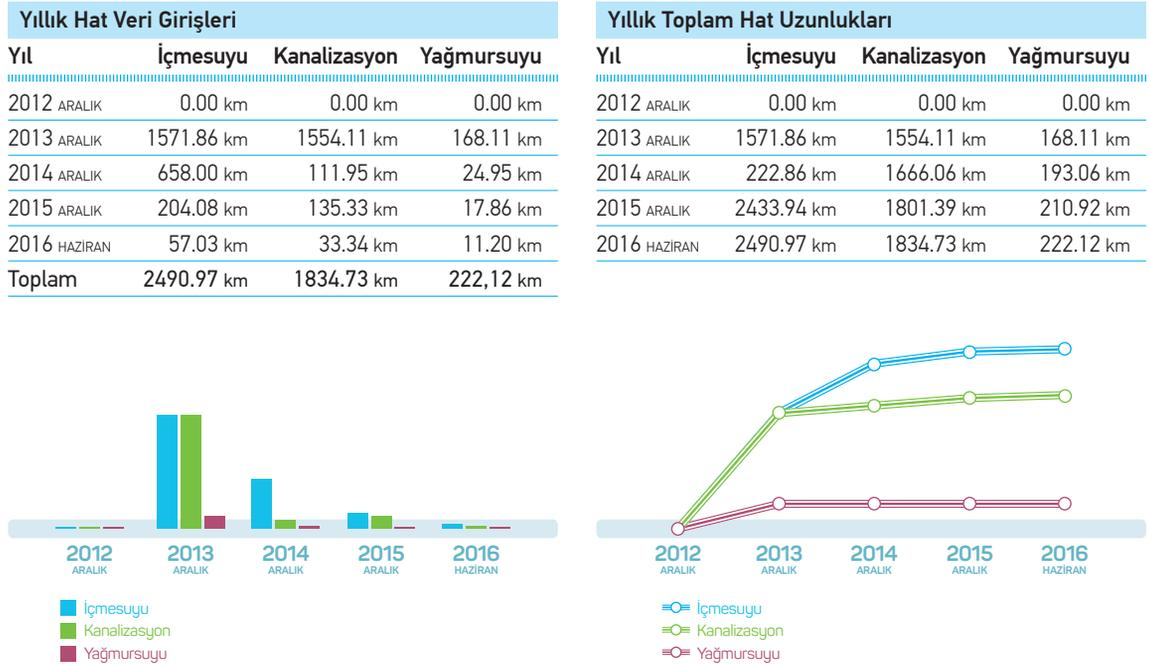 Yıllık Hat Veri Girişleri
Yıl İçmesuyu Kanalizasyon Yağmursuyu
2012 ARALIK 0.00 km 0.00 km 0.00 km
2013 ARALIK 1571.86 km 1554.11 km 168.11 km
2014 ARALIK 658.00 km 111.95 km 24.95 km
2015 ARALIK 204.08 km 135.33 km 17.86 km
2016 HAZİRAN 57.03 km 33.34 km 11.20 km
Toplam 2490.97 km 1834.73 km 222,12 km
2012 2013 2014 2015 2016
ARALIK ARALIK ARALIK ARALIK HAZİRAN
İçmesuyu
Kanalizasyon
Yağmursuyu
Yıllık Toplam Hat Uzunlukları
Yıl İçmesuyu Kanalizasyon Yağmursuyu
2012 ARALIK 0.00 km 0.00 km 0.00 km
2013 ARALIK 1571.86 km 1554.11 km 168.11 km
2014 ARALIK 222.86 km 1666.06 km 193.06 km
2015 ARALIK 2433.94 km 1801.39 km 210.92 km
2016 HAZİRAN 2490.97 km 1834.73 km 222.12 km
2012 2013 2014 2015 2016
ARALIK ARALIK ARALIK ARALIK HAZİRAN
İçmesuyu
Kanalizasyon
Yağmursuyu